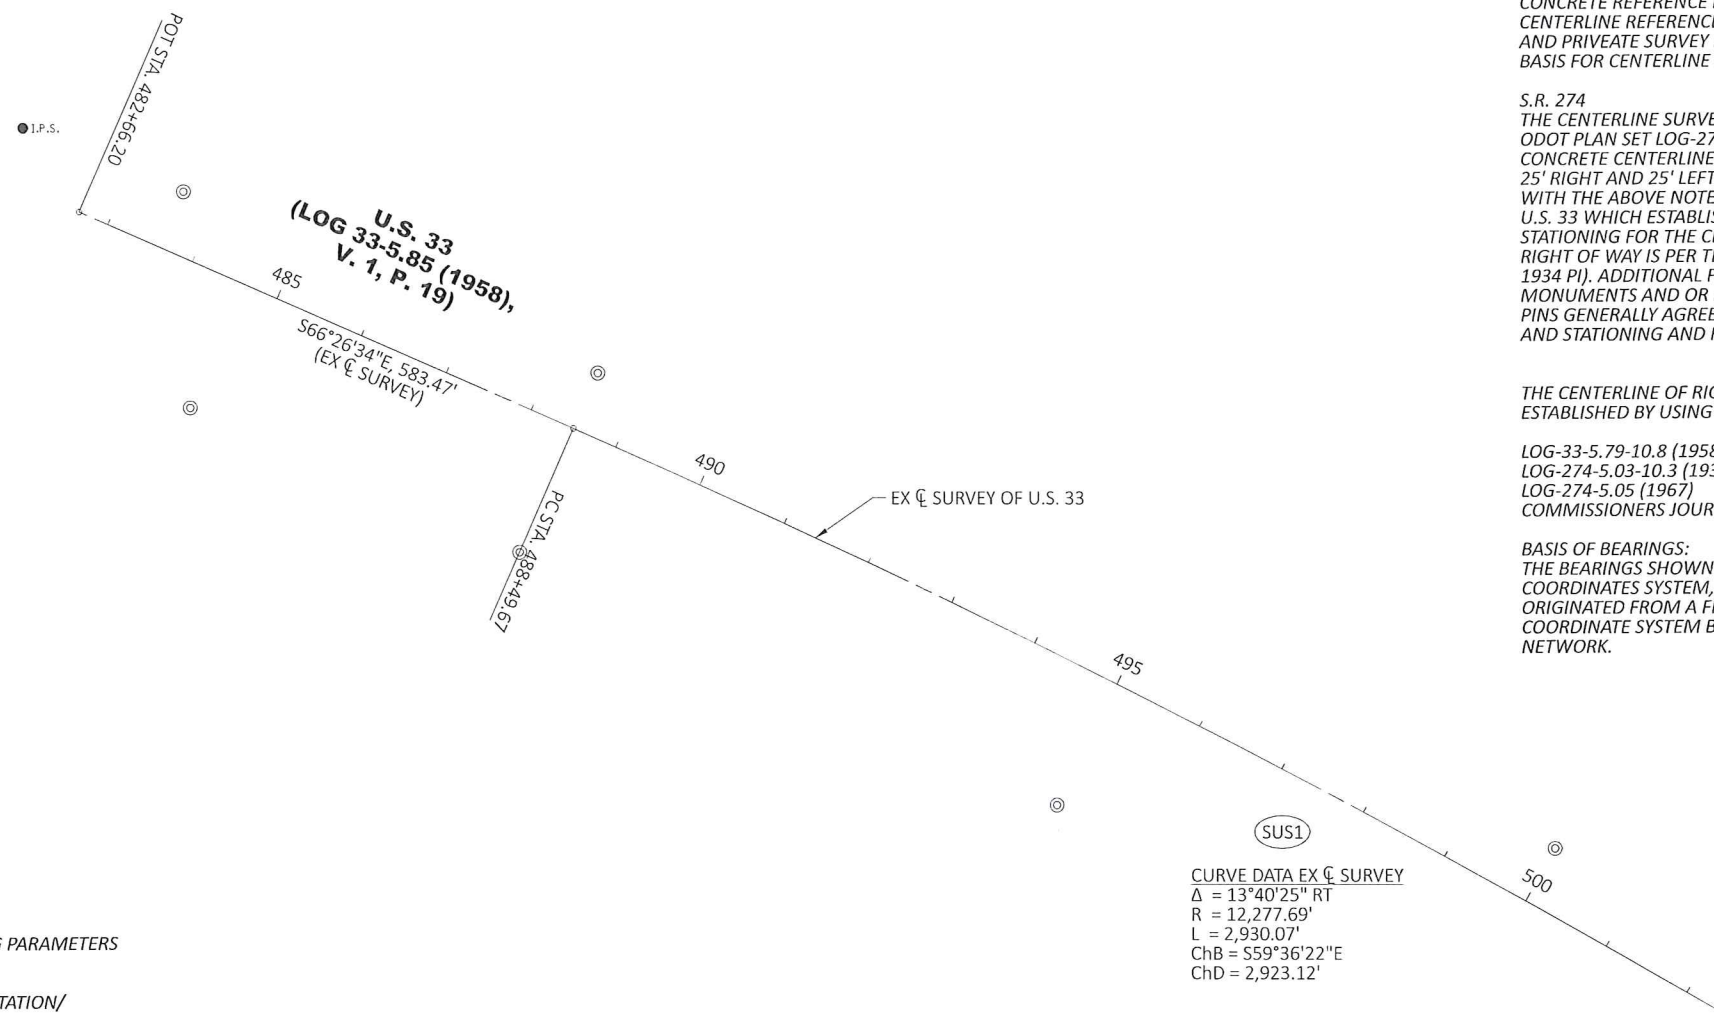 POT STA. 482+66.20
I.P.S.
U.S. 33
(LOG 33-5.85 (1958),
V. 1, P. 19)
485
S66°26'34"E, 583.47'
(EX ℄ SURVEY)
PC STA. 488+49.67
490
EX ℄ SURVEY OF U.S. 33
495
500
SUS1
CURVE DATA EX ℄ SURVEY
Δ = 13°40'25" RT
R = 12,277.69'
L = 2,930.07'
ChB = S59°36'22"E
ChD = 2,923.12'
PARAMETERS
TATION/
CONCRETE REFERENCE
CENTERLINE REFERENCE
AND PRIVEATE SURVEY
BASIS FOR CENTERLINE
S.R. 274
THE CENTERLINE SURVE
ODOT PLAN SET LOG-27
CONCRETE CENTERLINE
25' RIGHT AND 25' LEFT
WITH THE ABOVE NOTE
U.S. 33 WHICH ESTABLIS
STATIONING FOR THE C
RIGHT OF WAY IS PER T
1934 PI). ADDITIONAL F
MONUMENTS AND OR
PINS GENERALLY AGREE
AND STATIONING AND
THE CENTERLINE OF RIG
ESTABLISHED BY USING
LOG-33-5.79-10.8 (1958
LOG-274-5.03-10.3 (193
LOG-274-5.05 (1967)
COMMISSIONERS JOUR
BASIS OF BEARINGS:
THE BEARINGS SHOWN
COORDINATES SYSTEM,
ORIGINATED FROM A F
COORDINATE SYSTEM B
NETWORK.